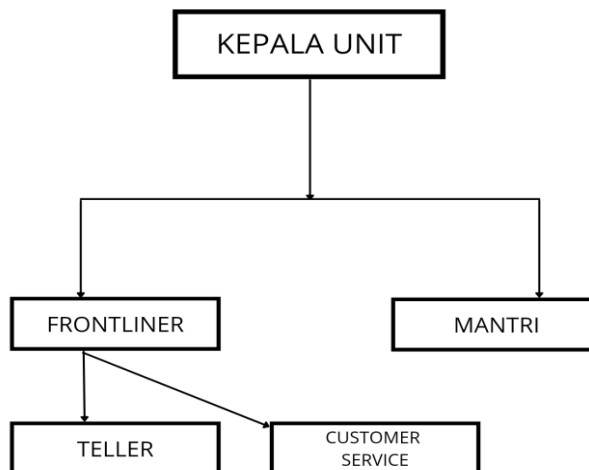 KEPALA UNIT
FRONTLINER
MANTRI
TELLER
CUSTOMER
SERVICE